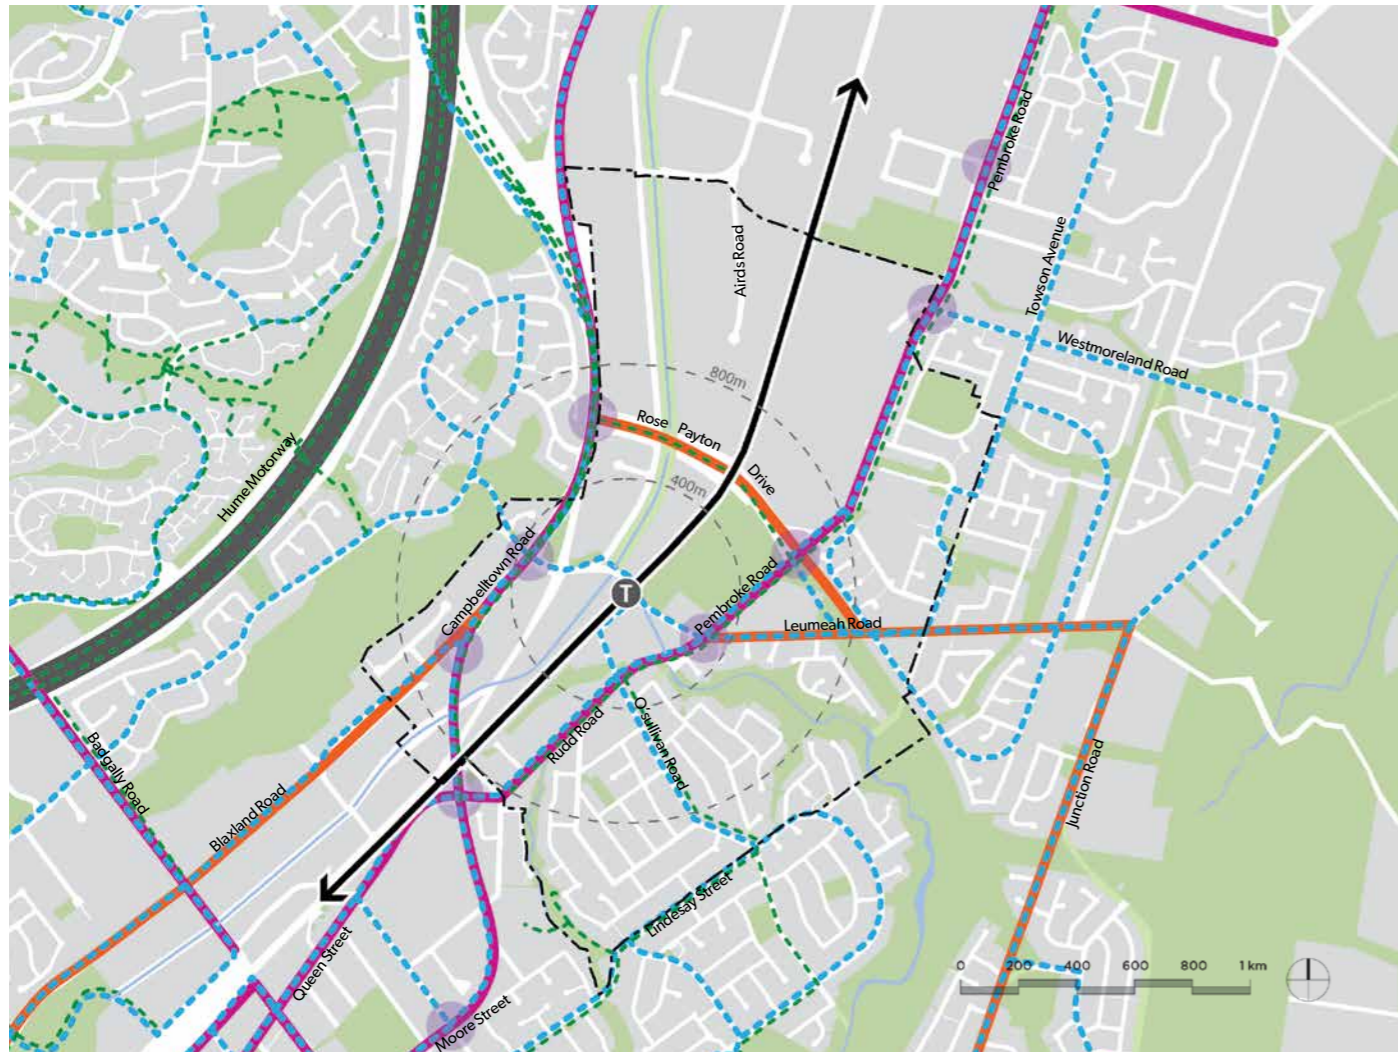 Pembroke Road
Towson Avenue
Airds Road
Westmoreland Road
800m
Rose Payton
Drive
400m
Hume Motorway
Campbelltown Road
T
Pembroke Road
Leumeah Road
O'sullivan Road
Rudd Road
Badgally Road
Blaxland Road
Junction Road
Lindesay Street
Queen Street
Moore Street
0 200 400 600 800 1 km